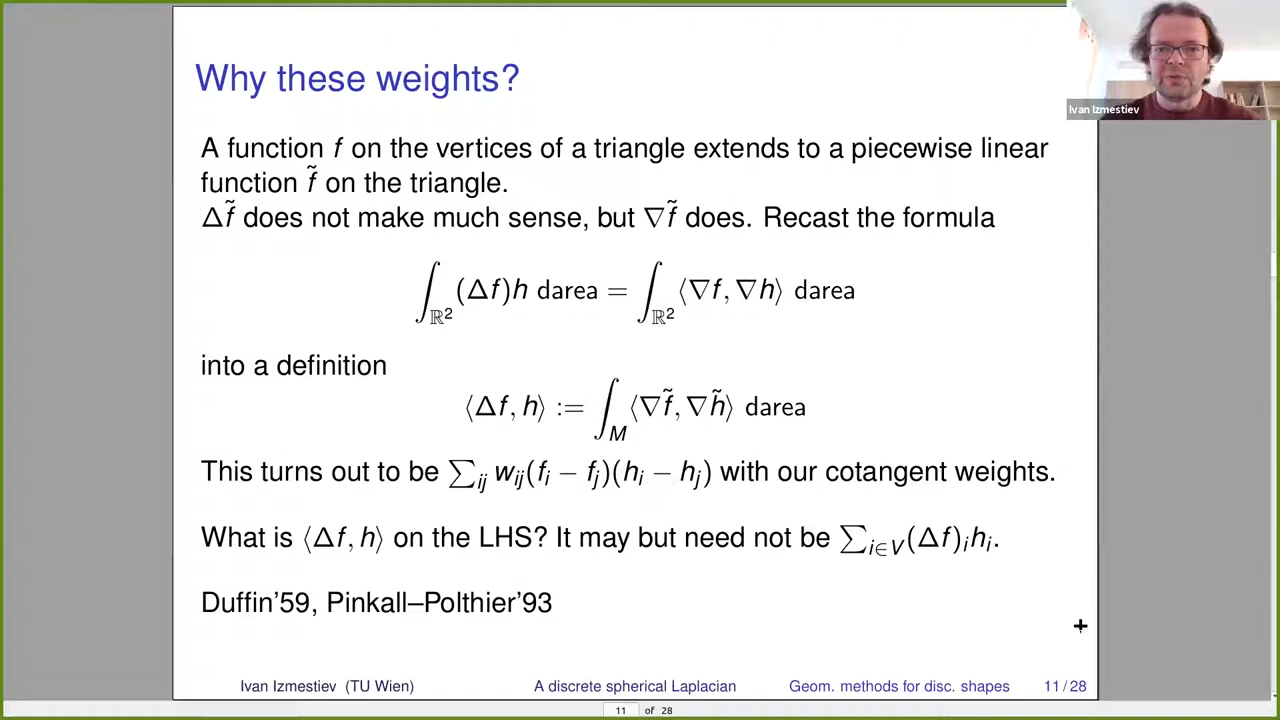 Why these weights?
Ivan Izmestiev
A function f on the vertices of a triangle extends to a piecewise linear
function f̃ on the triangle.
Δf̃ does not make much sense, but ∇f̃ does. Recast the formula
∫_{ℝ²} (Δf)h darea = ∫_{ℝ²} ⟨∇f, ∇h⟩ darea
into a definition
⟨Δf, h⟩ := ∫_M ⟨∇f̃, ∇h̃⟩ darea
This turns out to be ∑_{ij} w_{ij}(f_i − f_j)(h_i − h_j) with our cotangent weights.
What is ⟨Δf, h⟩ on the LHS? It may but need not be ∑_{i∈V}(Δf)_i h_i.
Duffin'59, Pinkall–Polthier'93
Ivan Izmestiev (TU Wien) A discrete spherical Laplacian Geom. methods for disc. shapes 11 / 28
11 of 28